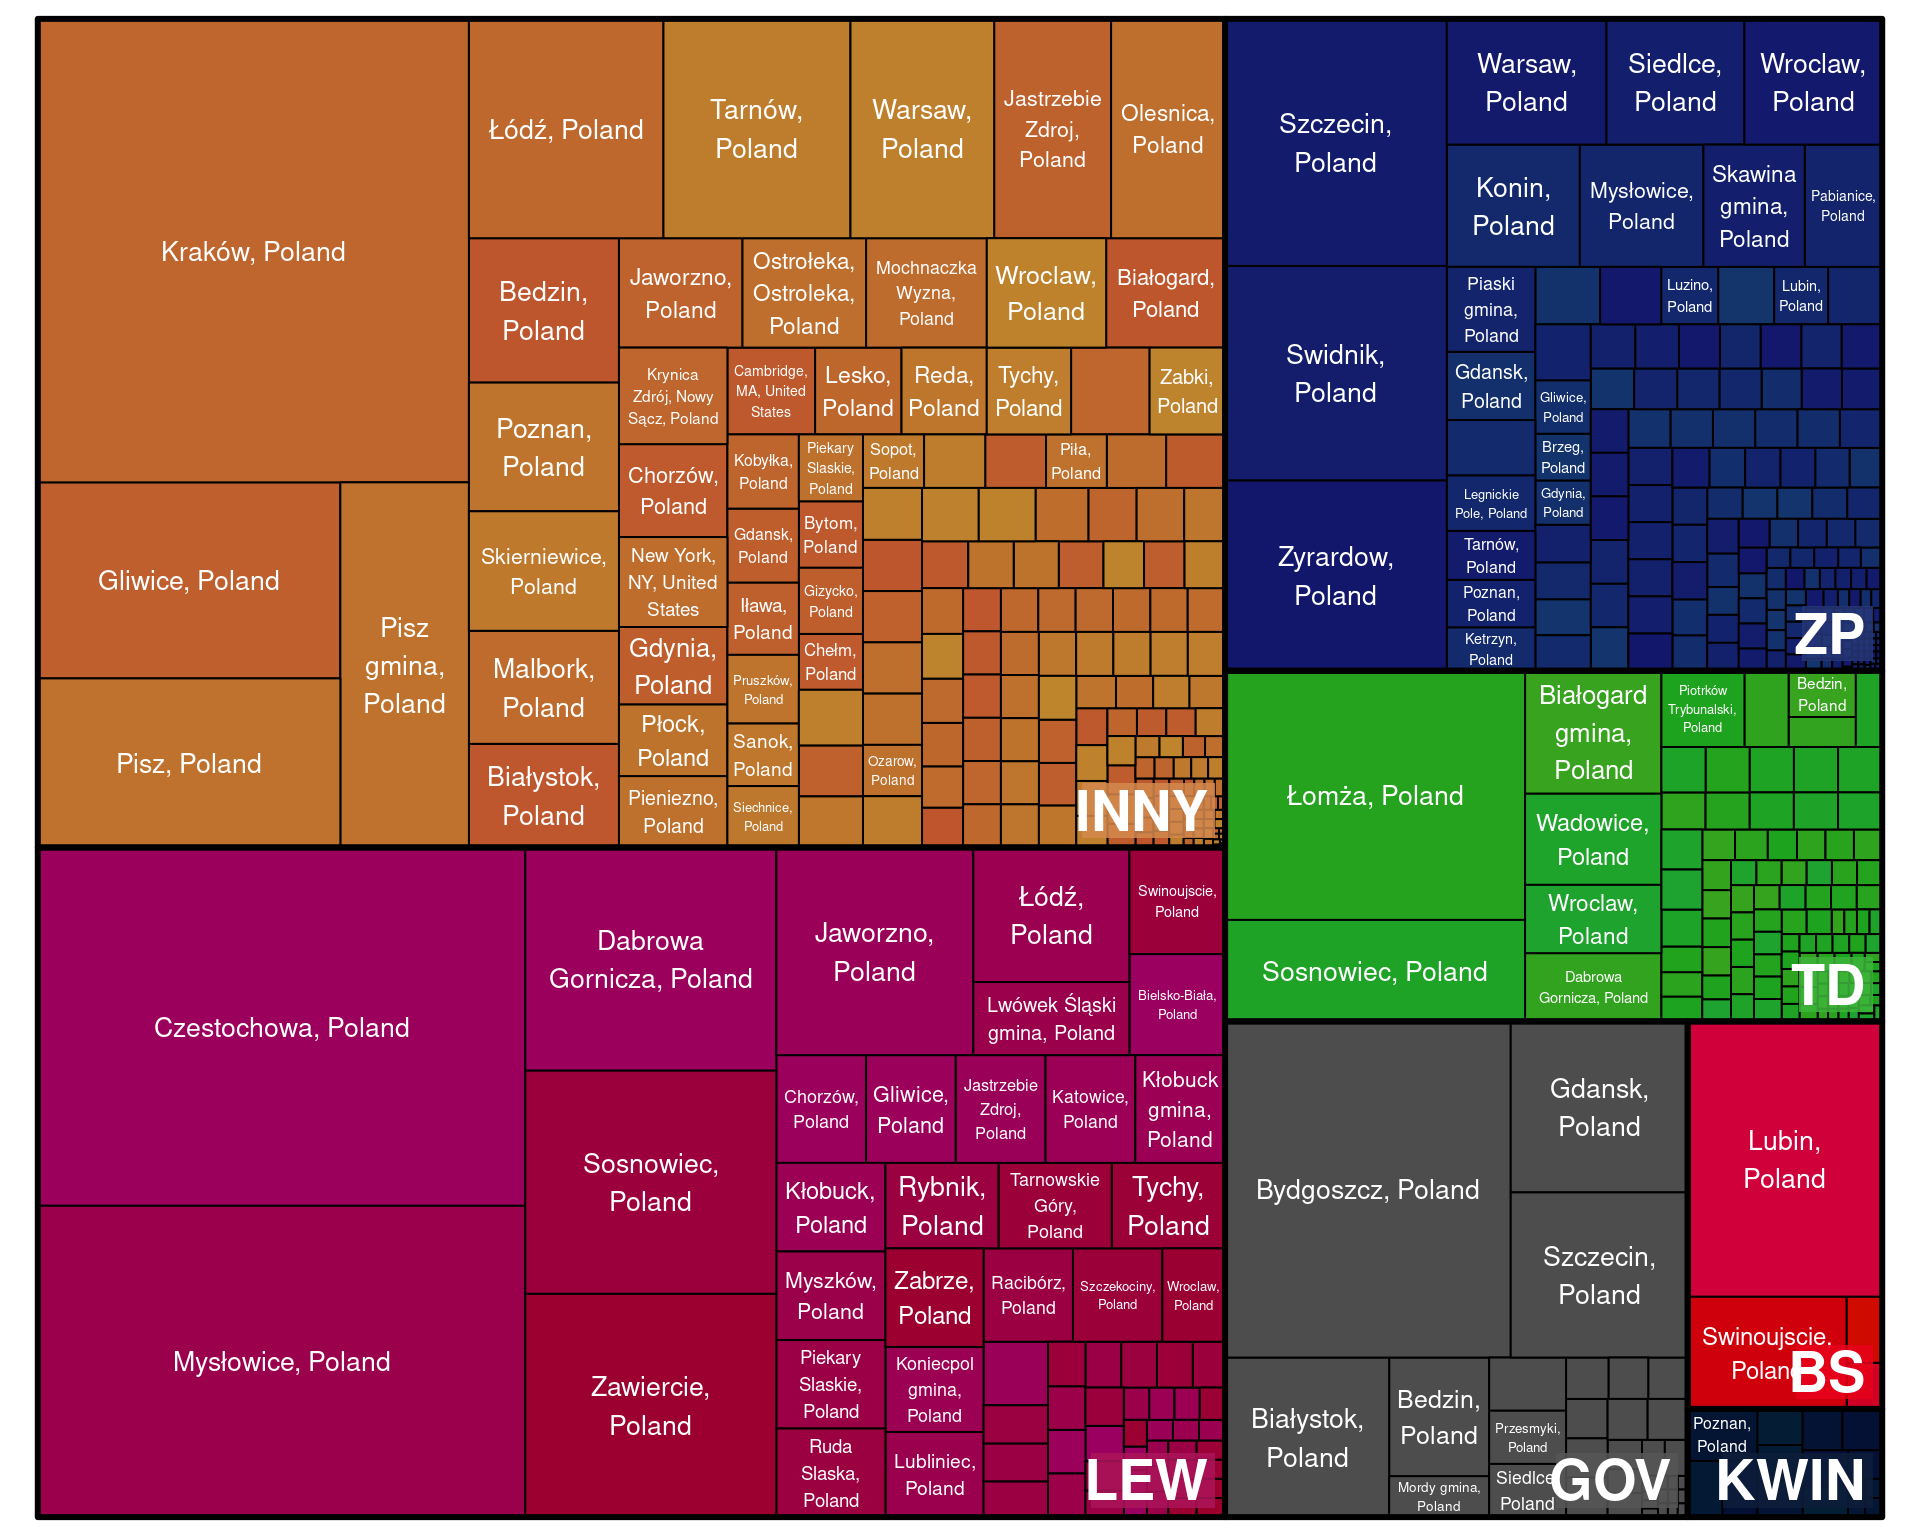 Kraków, Poland
Gliwice, Poland
Pisz, Poland
Pisz
gmina,
Poland
Łódź, Poland
Tarnów,
Poland
Warsaw,
Poland
Jastrzebie
Zdroj,
Poland
Olesnica,
Poland
Bedzin,
Poland
Poznan,
Poland
Skierniewice,
Poland
Malbork,
Poland
Białystok,
Poland
Jaworzno,
Poland
Ostrołeka,
Ostroleka,
Poland
Mochnaczka
Wyzna,
Poland
Wroclaw,
Poland
Białogard,
Poland
Krynica
Zdrój, Nowy
Sącz, Poland
Chorzów,
Poland
New York,
NY, United
States
Gdynia,
Poland
Płock,
Poland
Pieniezno,
Poland
Cambridge,
MA, United
States
Lesko,
Poland
Reda,
Poland
Tychy,
Poland
Zabki,
Poland
Kobyłka,
Poland
Gdansk,
Poland
Iława,
Poland
Pruszków,
Poland
Sanok,
Poland
Siechnice,
Poland
Piekary
Slaskie,
Poland
Bytom,
Poland
Gizycko,
Poland
Chełm,
Poland
Sopot,
Poland
Piła,
Poland
Ozarow,
Poland
INNY
Szczecin,
Poland
Swidnik,
Poland
Zyrardow,
Poland
Warsaw,
Poland
Siedlce,
Poland
Wroclaw,
Poland
Konin,
Poland
Mysłowice,
Poland
Skawina
gmina,
Poland
Pabianice,
Poland
Piaski
gmina,
Poland
Gdansk,
Poland
Legnickie
Pole, Poland
Tarnów,
Poland
Poznan,
Poland
Ketrzyn,
Poland
Luzino,
Poland
Lubin,
Poland
Gliwice,
Poland
Brzeg,
Poland
Gdynia,
Poland
ZP
Łomża, Poland
Sosnowiec, Poland
Białogard
gmina,
Poland
Wadowice,
Poland
Wroclaw,
Poland
Dabrowa
Gornicza, Poland
Piotrków
Trybunalski,
Poland
Bedzin,
Poland
TD
Czestochowa, Poland
Mysłowice, Poland
Dabrowa
Gornicza, Poland
Sosnowiec,
Poland
Zawiercie,
Poland
Jaworzno,
Poland
Łódź,
Poland
Lwówek Śląski
gmina, Poland
Swinoujscie,
Poland
Bielsko-Biała,
Poland
Chorzów,
Poland
Gliwice,
Poland
Jastrzebie
Zdroj,
Poland
Katowice,
Poland
Kłobuck
gmina,
Poland
Kłobuck,
Poland
Myszków,
Poland
Piekary
Slaskie,
Poland
Ruda
Slaska,
Poland
Rybnik,
Poland
Tarnowskie
Góry,
Poland
Tychy,
Poland
Zabrze,
Poland
Racibórz,
Poland
Szczekociny,
Poland
Wroclaw,
Poland
Koniecpol
gmina,
Poland
Lubliniec,
Poland
LEW
Bydgoszcz, Poland
Gdansk,
Poland
Szczecin,
Poland
Białystok,
Poland
Bedzin,
Poland
Mordy gmina,
Poland
Przesmyki,
Poland
Siedlce
Poland
GOV
Lubin,
Poland
Swinoujscie.
Poland
BS
Poznan,
Poland
KWIN